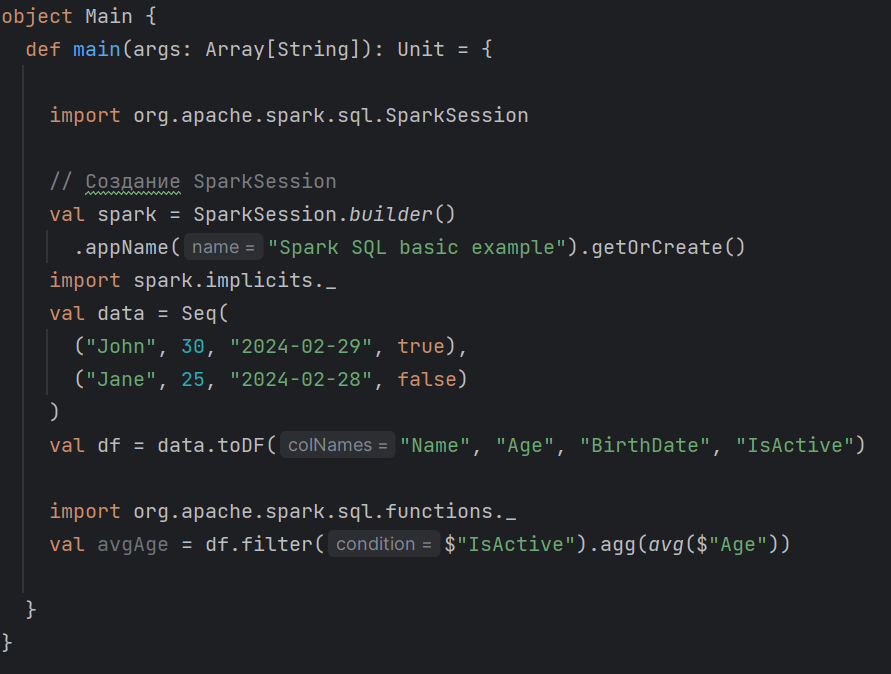 object Main {
  def main(args: Array[String]): Unit = {

    import org.apache.spark.sql.SparkSession

    // Создание SparkSession
    val spark = SparkSession.builder()
      .appName( name = "Spark SQL basic example").getOrCreate()
    import spark.implicits._
    val data = Seq(
      ("John", 30, "2024-02-29", true),
      ("Jane", 25, "2024-02-28", false)
    )
    val df = data.toDF( colNames = "Name", "Age", "BirthDate", "IsActive")

    import org.apache.spark.sql.functions._
    val avgAge = df.filter( condition = $"IsActive").agg(avg($"Age"))

  }
}